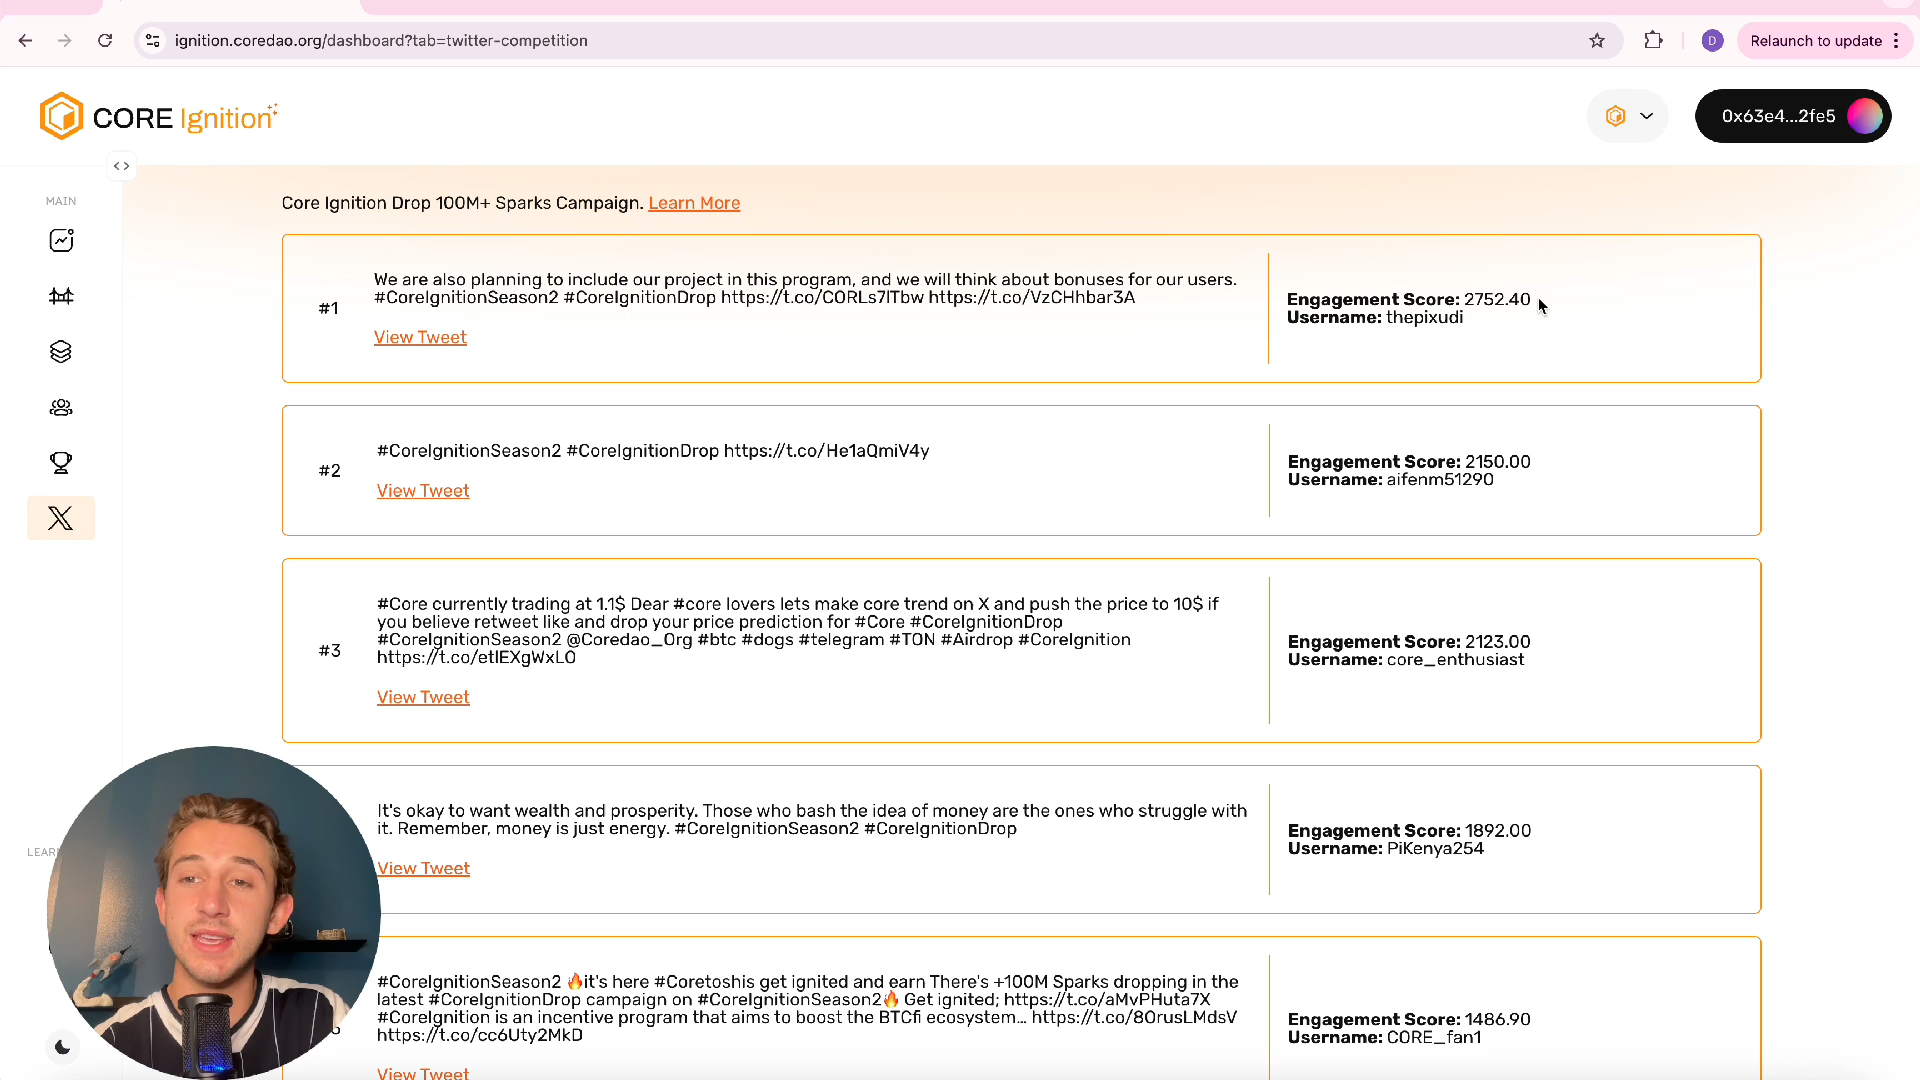 ignition.coredao.org/dashboard?tab=twitter-competition
D
Relaunch to update
CORE Ignition
0x63e4...2fe5
MAIN
Core Ignition Drop 100M+ Sparks Campaign. Learn More
#1
We are also planning to include our project in this program, and we will think about bonuses for our users.
#CoreIgnitionSeason2 #CoreIgnitionDrop https://t.co/CORLs7lTbw https://t.co/VzCHhbar3A
View Tweet
Engagement Score: 2752.40
Username: thepixudi
#2
#CoreIgnitionSeason2 #CoreIgnitionDrop https://t.co/He1aQmiV4y
View Tweet
Engagement Score: 2150.00
Username: aifenm51290
#3
#Core currently trading at 1.1$ Dear #core lovers lets make core trend on X and push the price to 10$ if
you believe retweet like and drop your price prediction for #Core #CoreIgnitionDrop
#CoreIgnitionSeason2 @Coredao_Org #btc #dogs #telegram #TON #Airdrop #CoreIgnition
https://t.co/etlEXgWxLO
View Tweet
Engagement Score: 2123.00
Username: core_enthusiast
It's okay to want wealth and prosperity. Those who bash the idea of money are the ones who struggle with
it. Remember, money is just energy. #CoreIgnitionSeason2 #CoreIgnitionDrop
View Tweet
Engagement Score: 1892.00
Username: PiKenya254
LEAR
#CoreIgnitionSeason2 🔥it's here #Coretoshis get ignited and earn There's +100M Sparks dropping in the
latest #CoreIgnitionDrop campaign on #CoreIgnitionSeason2🔥 Get ignited; https://t.co/aMvPHuta7X
#CoreIgnition is an incentive program that aims to boost the BTCfi ecosystem… https://t.co/8OrusLMdsV
https://t.co/cc6Uty2MkD
View Tweet
Engagement Score: 1486.90
Username: CORE_fan1